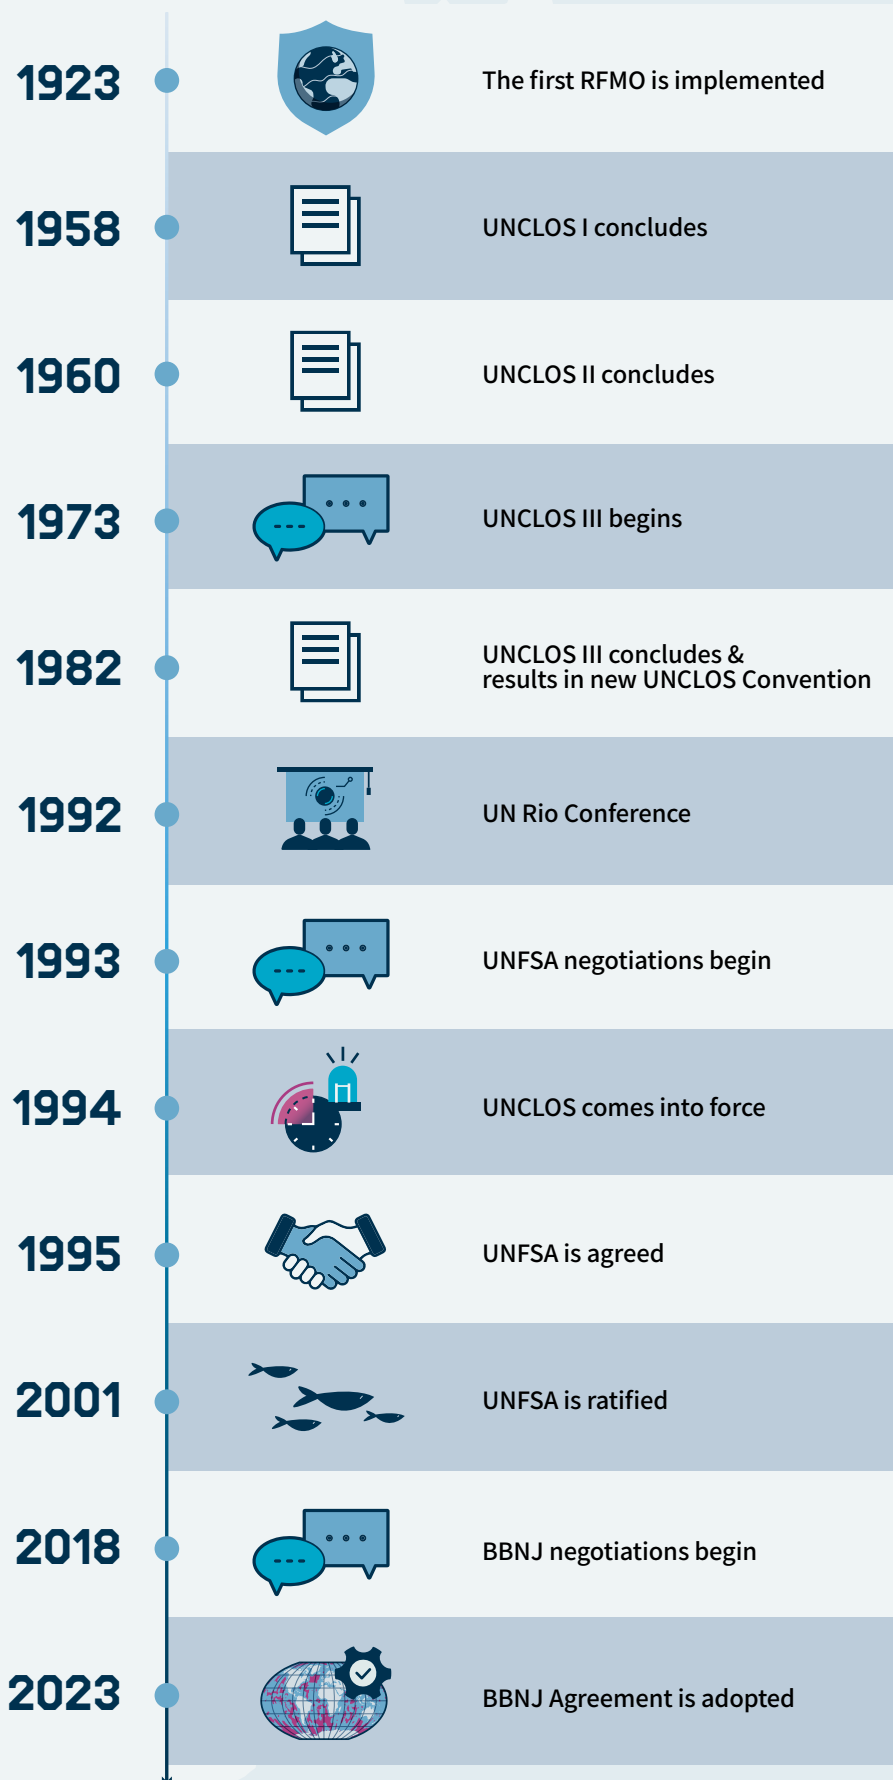 1923
The first RFMO is implemented
1958
UNCLOS I concludes
1960
UNCLOS II concludes
1973
UNCLOS III begins
1982
UNCLOS III concludes &
results in new UNCLOS Convention
1992
UN Rio Conference
1993
UNFSA negotiations begin
1994
UNCLOS comes into force
1995
UNFSA is agreed
2001
UNFSA is ratified
2018
BBNJ negotiations begin
2023
BBNJ Agreement is adopted